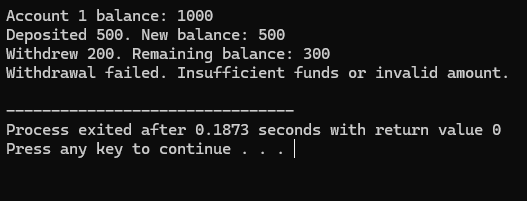 Account 1 balance: 1000
Deposited 500. New balance: 500
Withdrew 200. Remaining balance: 300
Withdrawal failed. Insufficient funds or invalid amount.
--------------------------------
Process exited after 0.1873 seconds with return value 0
Press any key to continue . . .